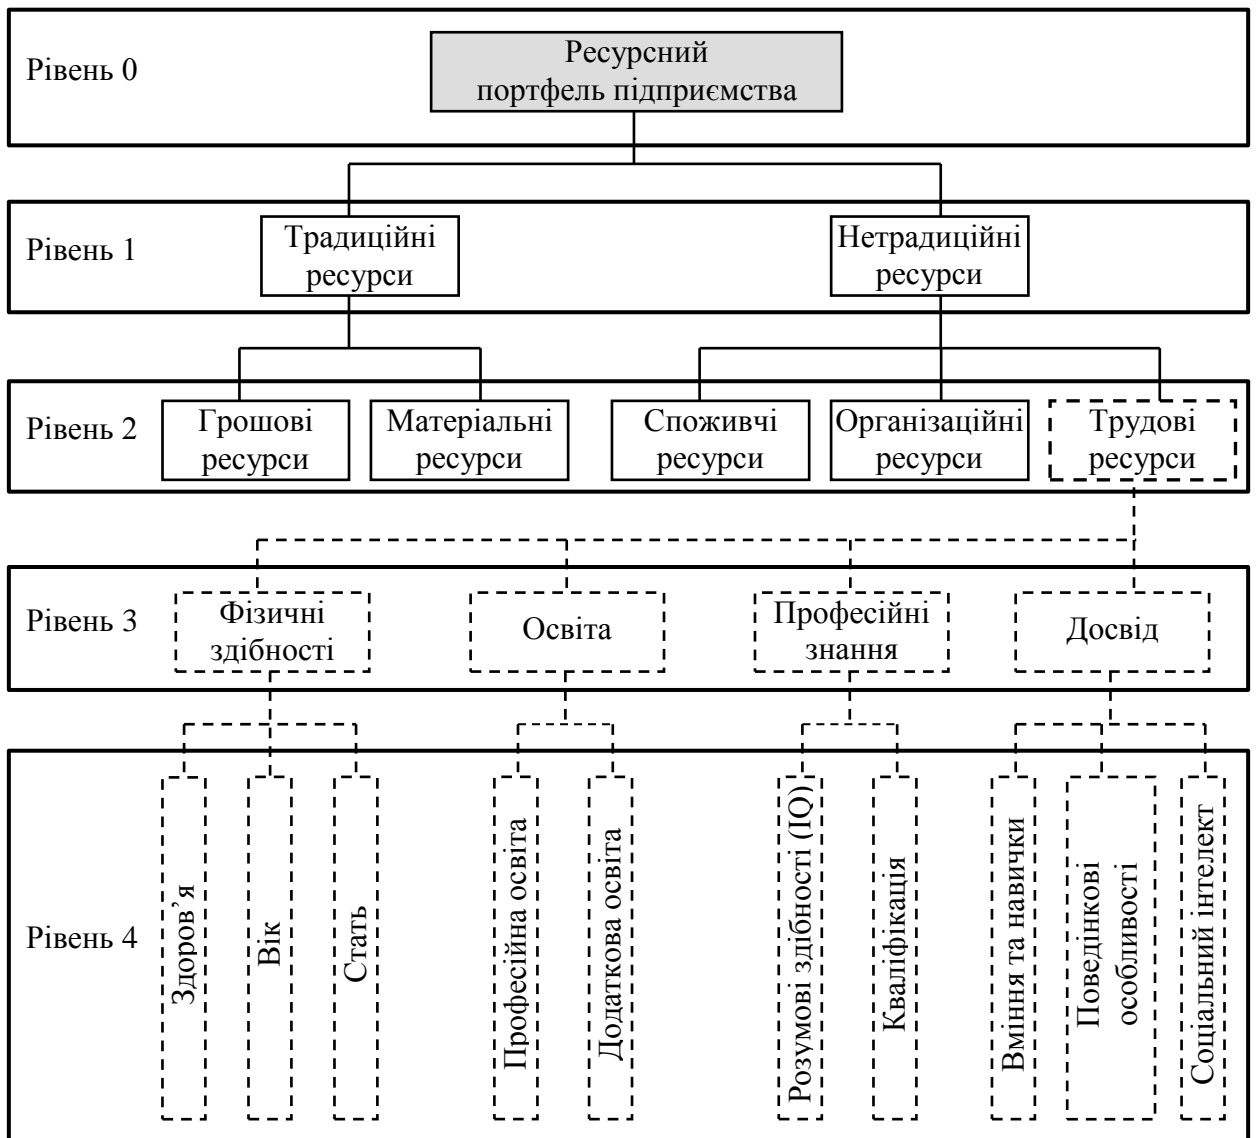 Рівень 0
Ресурсний
портфель підприємства
Рівень 1
Традиційні
ресурси
Нетрадиційні
ресурси
Рівень 2
Грошові
ресурси
Матеріальні
ресурси
Споживчі
ресурси
Організаційні
ресурси
Трудові
ресурси
Рівень 3
Фізичні
здібності
Освіта
Професійні
знання
Досвід
Рівень 4
Здоров’я
Вік
Стать
Професійна освіта
Додаткова освіта
Розумові здібності (IQ)
Кваліфікація
Вміння та навички
Поведінкові
особливості
Соціальний інтелект